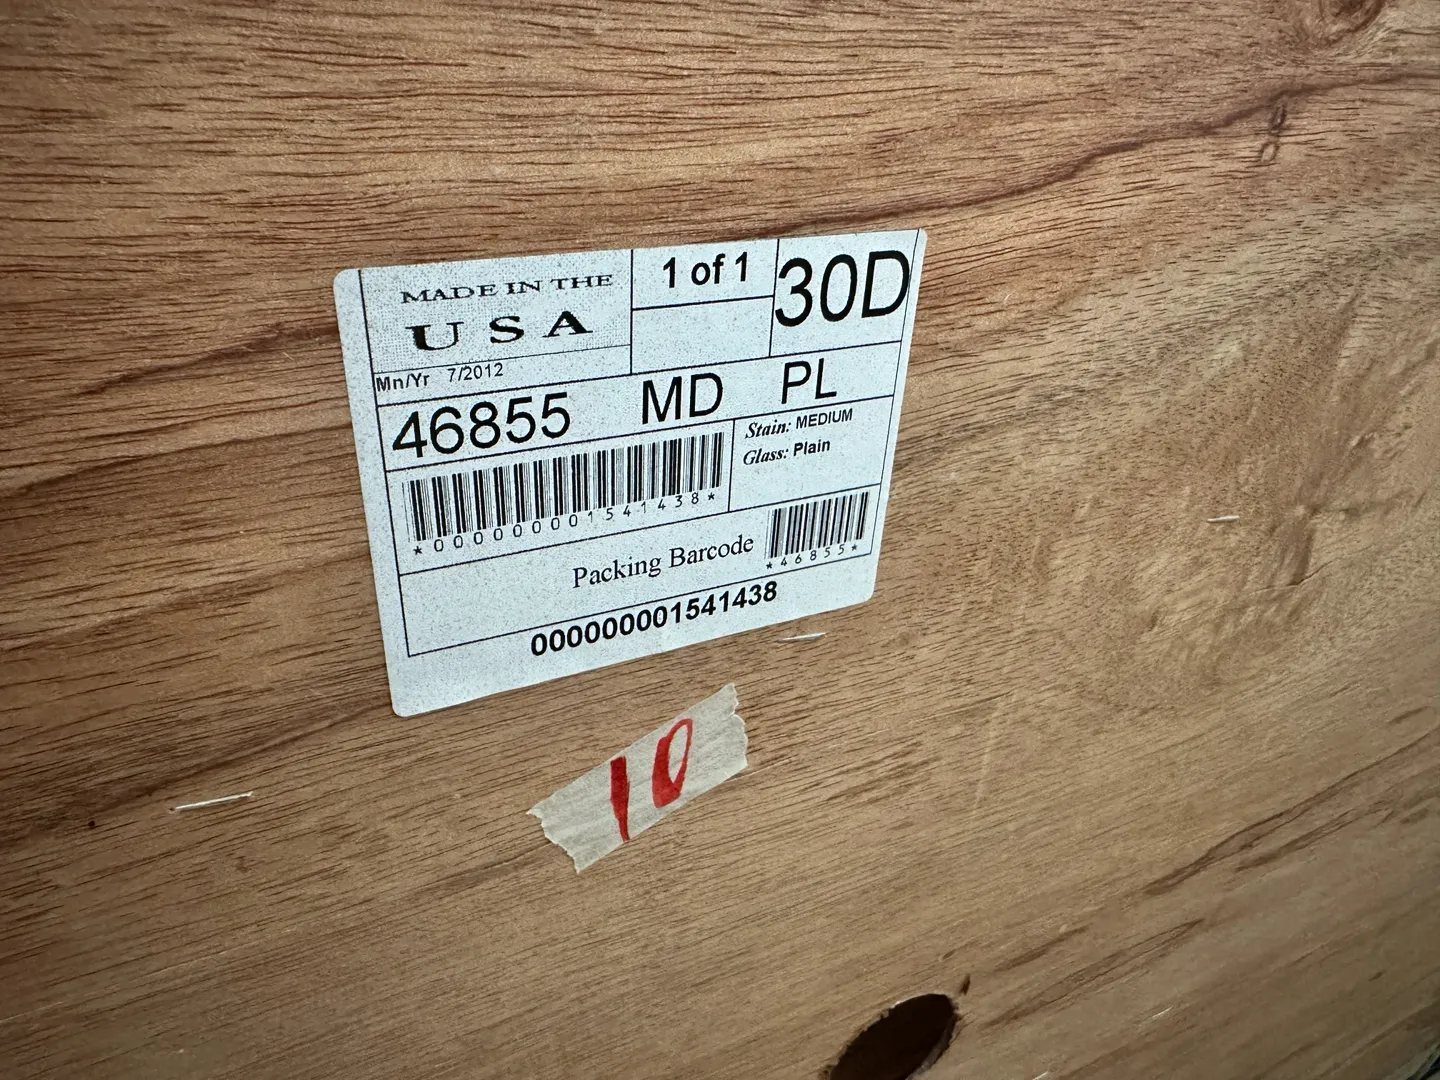 MADE IN THE
USA
1 of 1
30D
Mn/Yr 7/2012
46855 MD PL
Stain: MEDIUM
Glass: Plain
*000000001541438*
*46855*
Packing Barcode
000000001541438
10